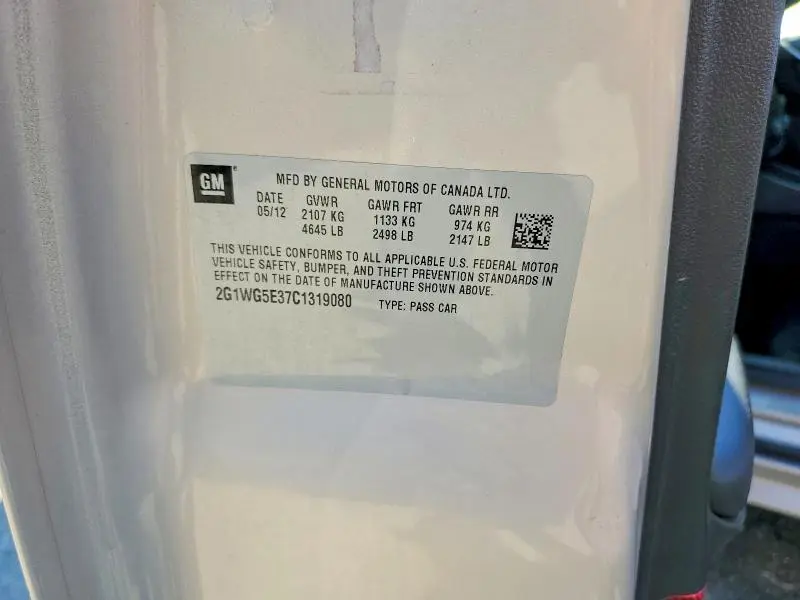 GM
MFD BY GENERAL MOTORS OF CANADA LTD.
DATE GVWR GAWR FRT GAWR RR
05/12 2107 KG 1133 KG 974 KG
4645 LB 2498 LB 2147 LB
THIS VEHICLE CONFORMS TO ALL APPLICABLE U.S. FEDERAL MOTOR
VEHICLE SAFETY, BUMPER, AND THEFT PREVENTION STANDARDS IN
EFFECT ON THE DATE OF MANUFACTURE SHOWN ABOVE.
2G1WG5E37C1319080 TYPE: PASS CAR